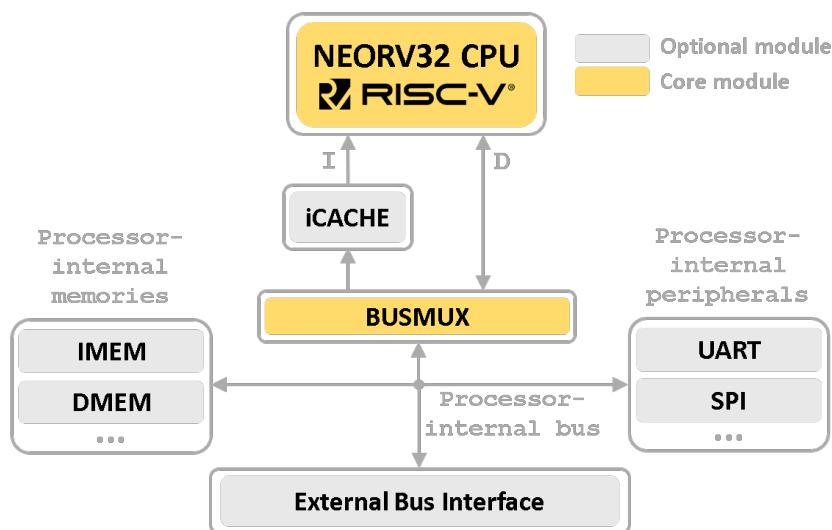 NEORV32 CPU
RISC-V®
Optional module
Core module
I
D
iCACHE
Processor-
internal
memories
Processor-
internal
peripherals
BUSMUX
IMEM
DMEM
...
UART
SPI
...
Processor-
internal bus
External Bus Interface